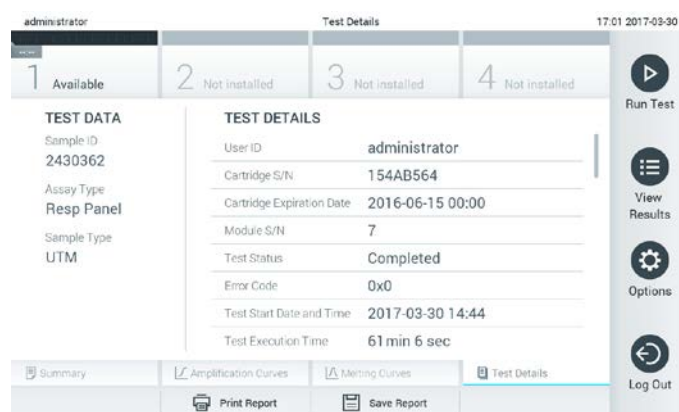 administrator
Test Details
17:01 2017-03-30
1 Available
2 Not installed
3 Not installed
4 Not installed
Run Test
View Results
Options
Log Out
TEST DATA
Sample ID
2430362
Assay Type
Resp Panel
Sample Type
UTM
TEST DETAILS
User ID administrator
Cartridge S/N 154AB564
Cartridge Expiration Date 2016-06-15 00:00
Module S/N 7
Test Status Completed
Error Code 0x0
Test Start Date and Time 2017-03-30 14:44
Test Execution Time 61 min 6 sec
Summary
Amplification Curves
Melting Curves
Test Details
Print Report
Save Report